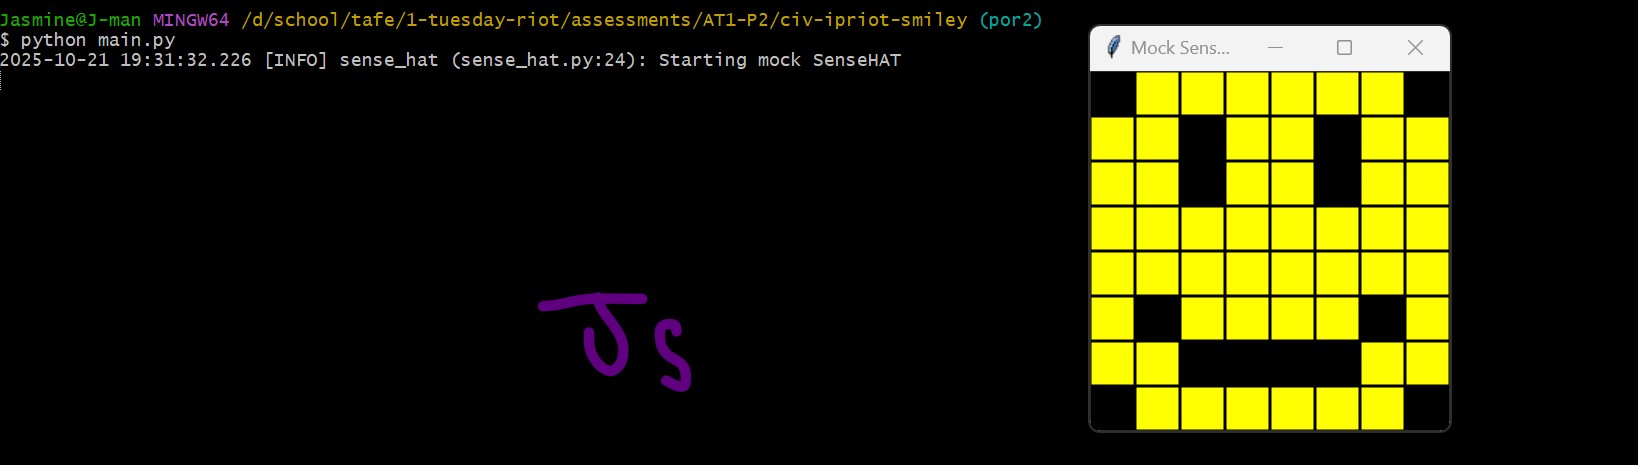 Jasmine@J-man MINGW64 /d/school/tafe/1-tuesday-riot/assessments/AT1-P2/civ-ipriot-smiley (por2)
$ python main.py
2025-10-21 19:31:32.226 [INFO] sense_hat (sense_hat.py:24): Starting mock SenseHAT
Mock Sens...
JS